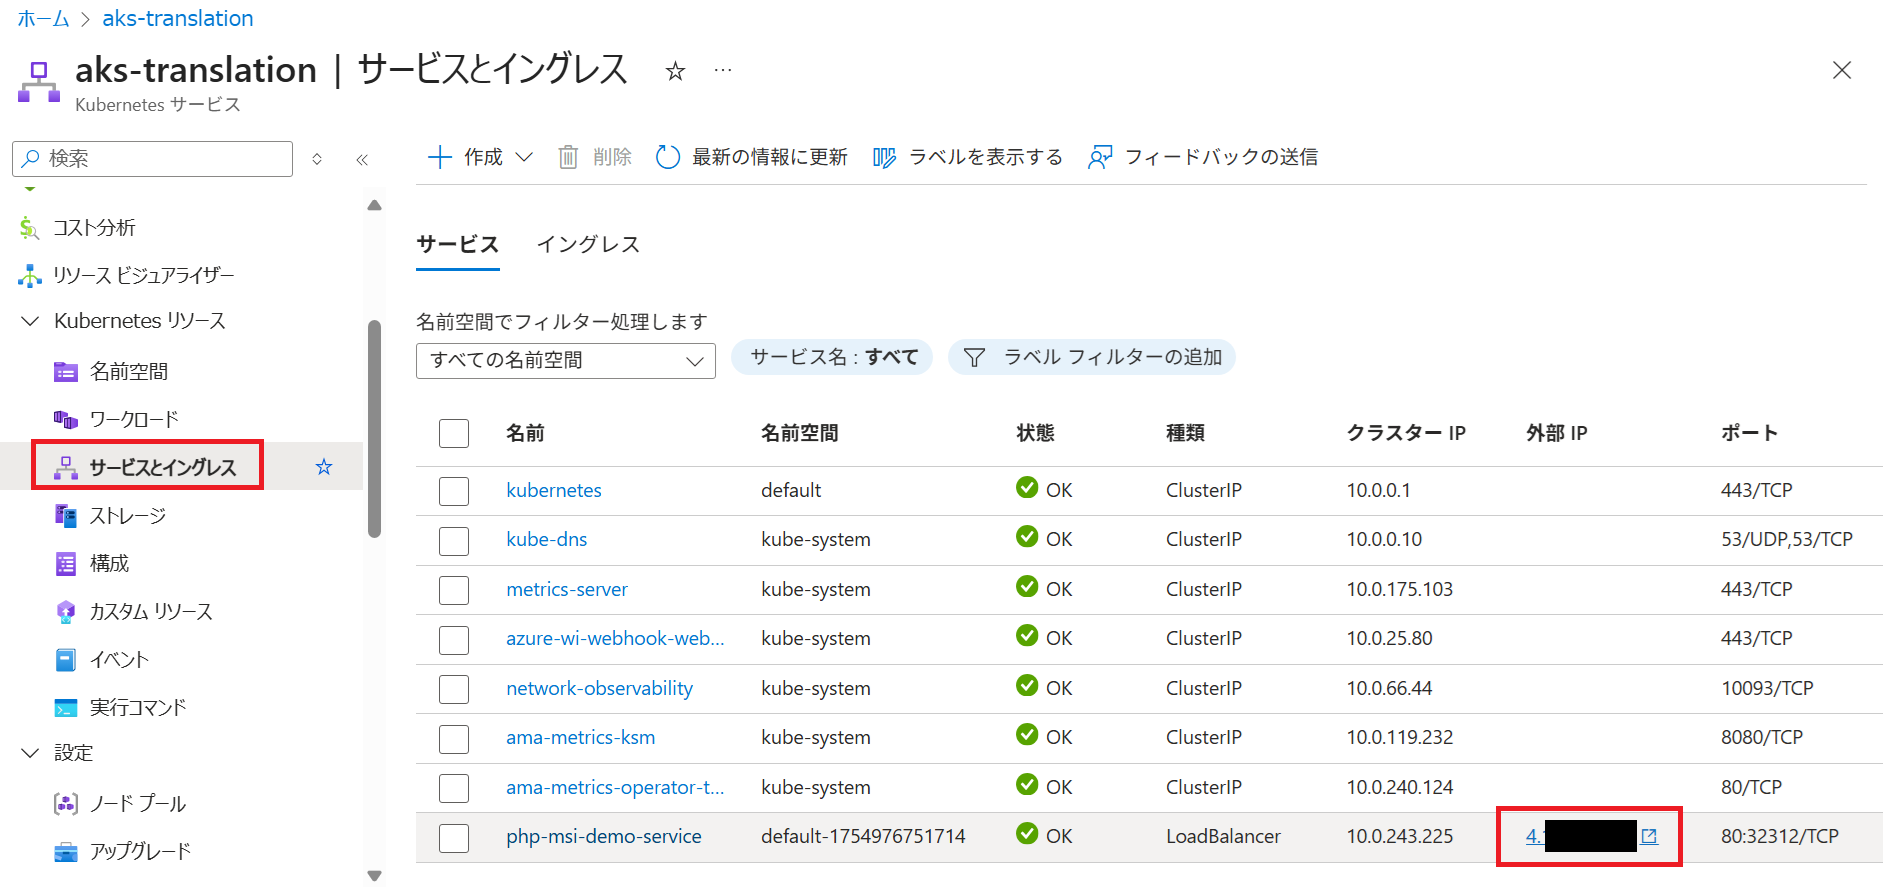 ホーム > aks-translation
aks-translation | サービスとイングレス ☆ …
Kubernetes サービス
検索
作成 削除 最新の情報に更新 ラベルを表示する フィードバックの送信
コスト分析
リソース ビジュアライザー
Kubernetes リソース
名前空間
ワークロード
サービスとイングレス
ストレージ
構成
カスタム リソース
イベント
実行コマンド
設定
ノード プール
アップグレード
サービス イングレス
名前空間でフィルター処理します
すべての名前空間 サービス名 : すべて ラベル フィルターの追加
名前 名前空間 状態 種類 クラスター IP 外部 IP ポート
kubernetes default OK ClusterIP 10.0.0.1 443/TCP
kube-dns kube-system OK ClusterIP 10.0.0.10 53/UDP,53/TCP
metrics-server kube-system OK ClusterIP 10.0.175.103 443/TCP
azure-wi-webhook-web... kube-system OK ClusterIP 10.0.25.80 443/TCP
network-observability kube-system OK ClusterIP 10.0.66.44 10093/TCP
ama-metrics-ksm kube-system OK ClusterIP 10.0.119.232 8080/TCP
ama-metrics-operator-t... kube-system OK ClusterIP 10.0.240.124 80/TCP
php-msi-demo-service default-1754976751714 OK LoadBalancer 10.0.243.225 4. 80:32312/TCP